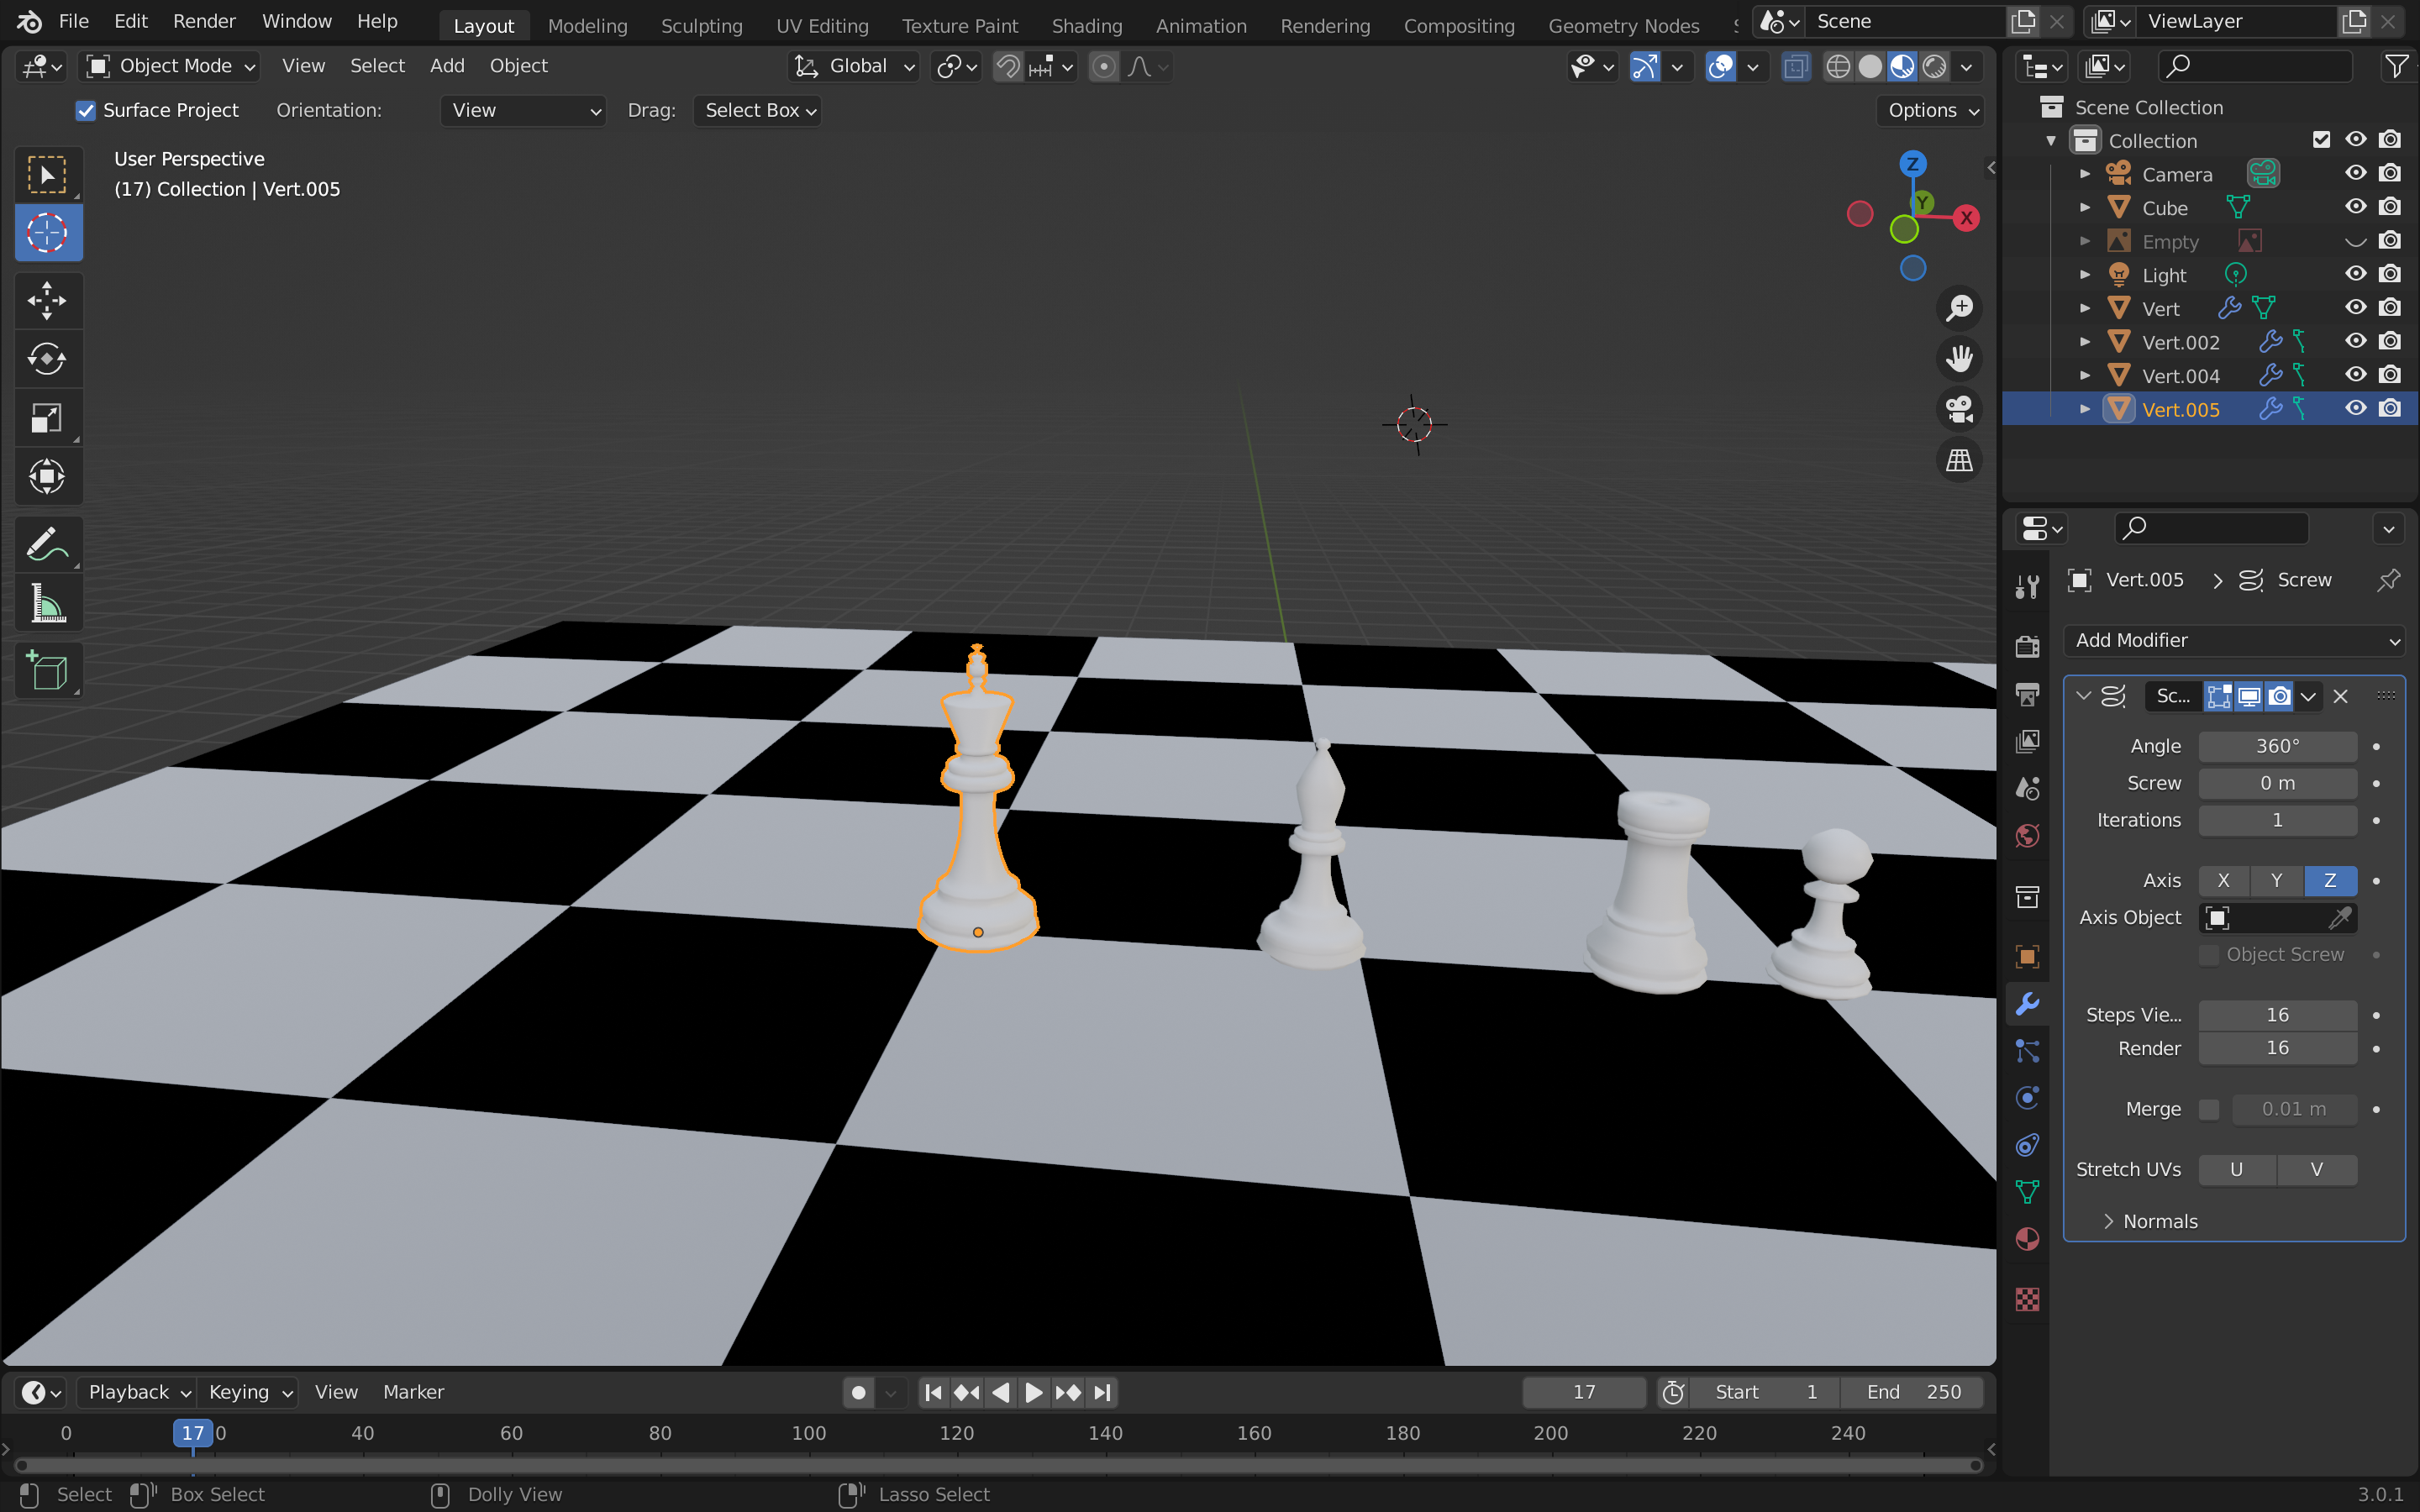 File Edit Render Window Help Layout Modeling Sculpting UV Editing Texture Paint Shading Animation Rendering Compositing Geometry Nodes Scene ViewLayer
Object Mode View Select Add Object Global
Surface Project Orientation: View Drag: Select Box Options
User Perspective
(17) Collection | Vert.005
Z
Y
X
Scene Collection
Collection
Camera
Cube
Empty
Light
Vert
Vert.002
Vert.004
Vert.005
Vert.005 Screw
Add Modifier
Sc...
Angle 360°
Screw 0 m
Iterations 1
Axis X Y Z
Axis Object
Object Screw
Steps Vie... 16
Render 16
Merge 0.01 m
Stretch UVs U V
Normals
Playback Keying View Marker 17 Start 1 End 250
0 17 0 40 60 80 100 120 140 160 180 200 220 240
Select Box Select Dolly View Lasso Select 3.0.1